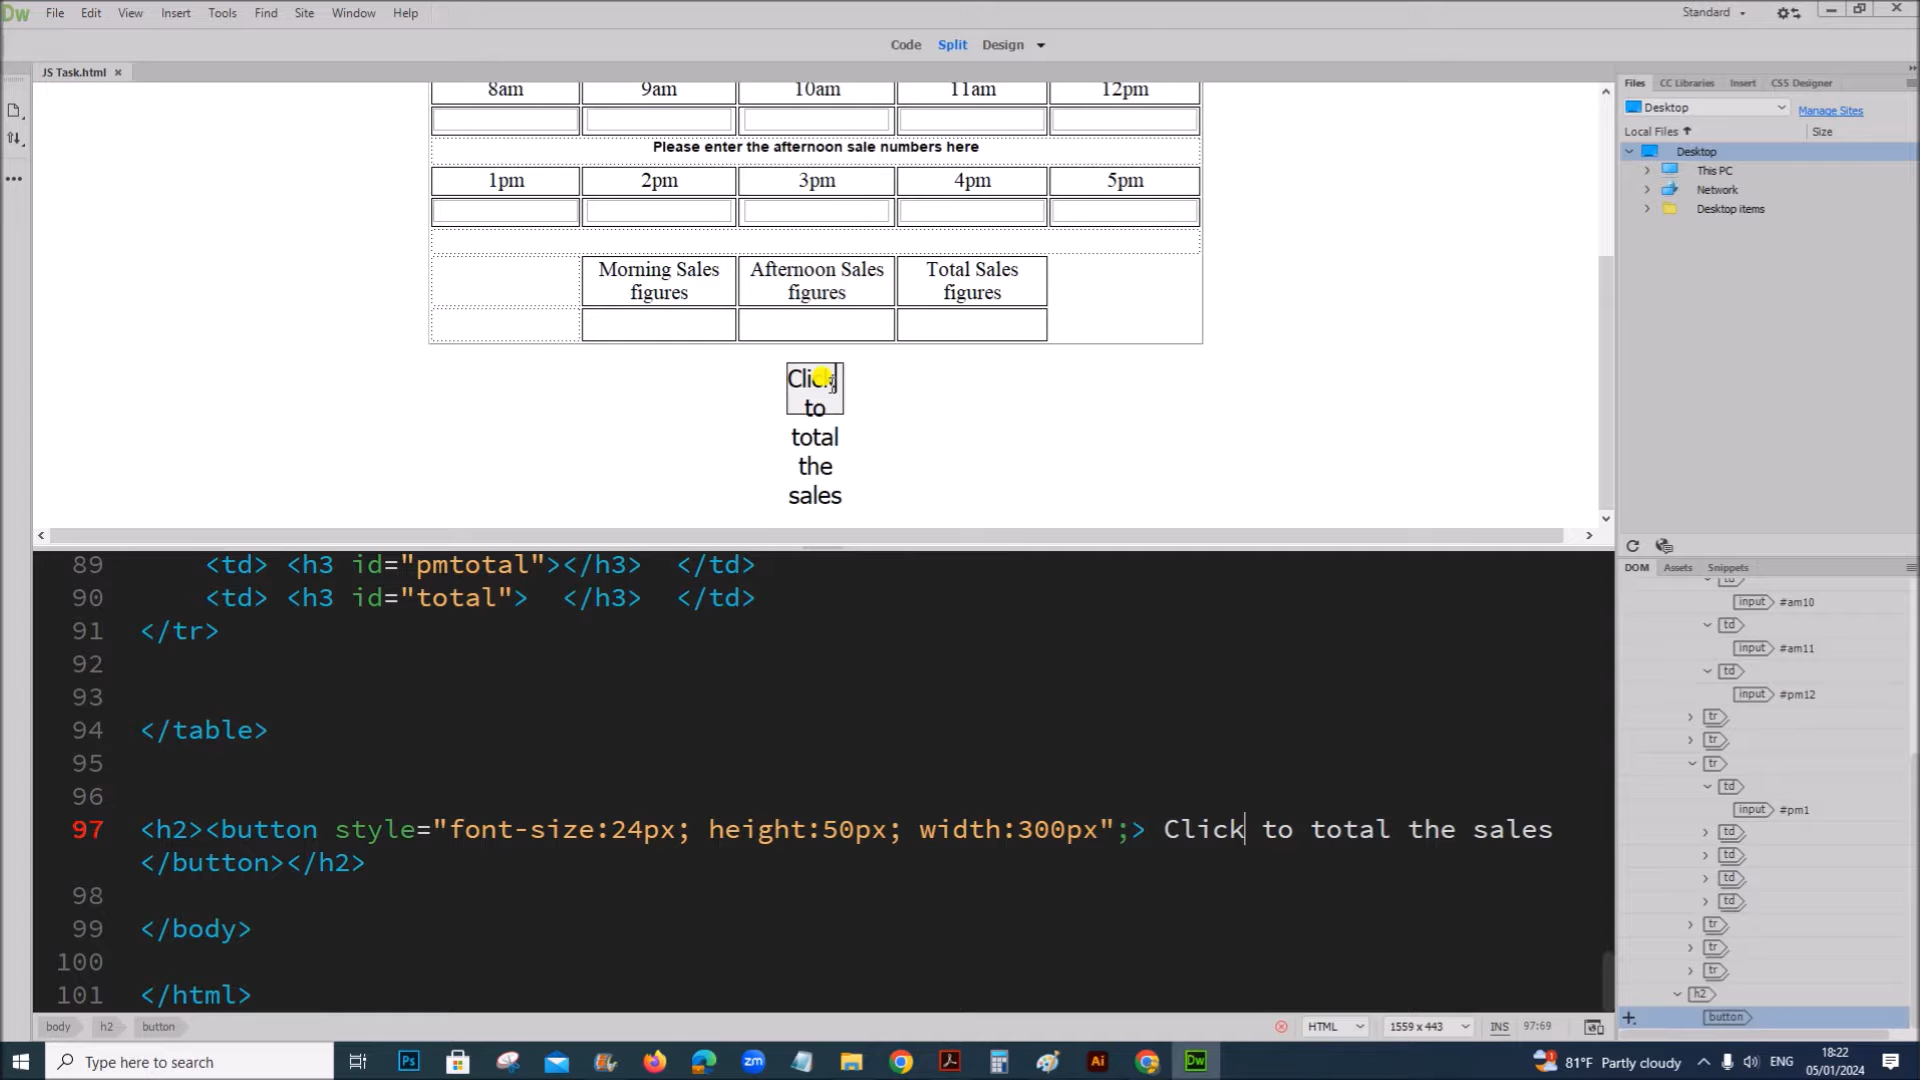 Dw File Edit View Insert Tools Find Site Window Help Standard
Code Split Design
JS Task.html ×
8am 9am 10am 11am 12pm
Please enter the afternoon sale numbers here
1pm 2pm 3pm 4pm 5pm
Morning Sales figures
Afternoon Sales figures
Total Sales figures
Click
to
total
the
sales
89 <td> <h3 id="pmtotal"></h3> </td>
90 <td> <h3 id="total"> </h3> </td>
91 </tr>
92
93
94 </table>
95
96
97 <h2><button style="font-size:24px; height:50px; width:300px";> Click to total the sales
</button></h2>
98
99 </body>
100
101 </html>
body h2 button HTML 1559 x 443 INS 97:69
Files CC Libraries Insert CSS Designer
Desktop Manage Sites
Local Files Size
Desktop
This PC
Network
Desktop items
DOM Assets Snippets
td
input #am10
td
input #am11
td
input #pm12
tr
tr
tr
td
input #pm1
td
td
td
td
tr
tr
tr
h2
button
Type here to search Ps zm Ai Dw 81°F Partly cloudy ENG 18:22
05/01/2024